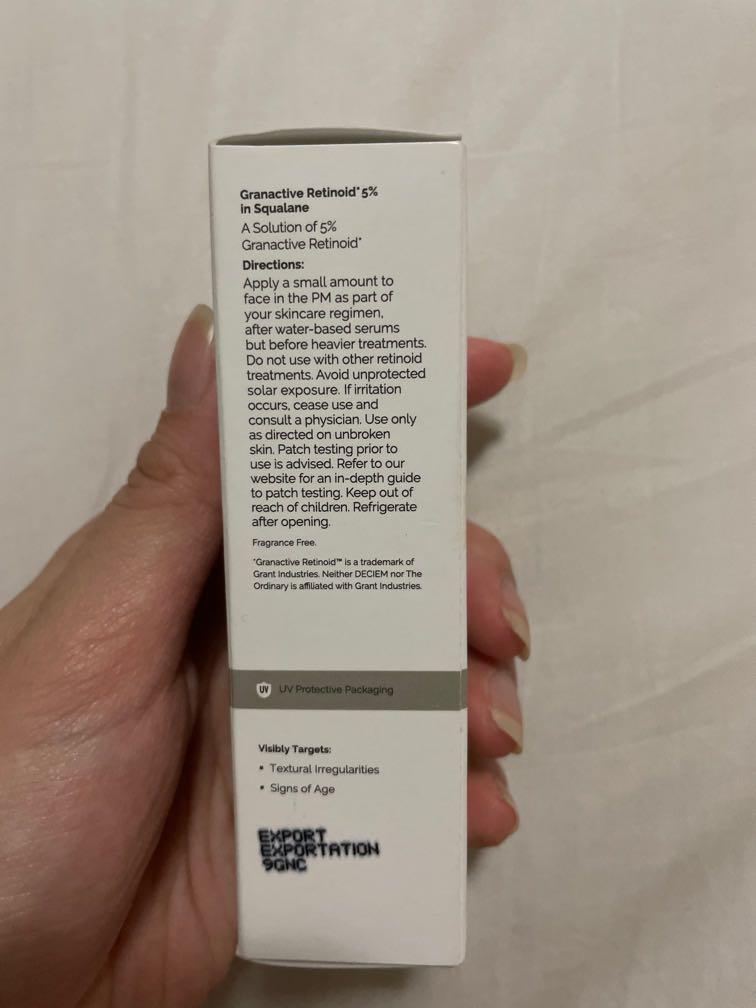 Granactive Retinoid* 5%
in Squalane
A Solution of 5%
Granactive Retinoid*
Directions:
Apply a small amount to
face in the PM as part of
your skincare regimen,
after water-based serums
but before heavier treatments.
Do not use with other retinoid
treatments. Avoid unprotected
solar exposure. If irritation
occurs, cease use and
consult a physician. Use only
as directed on unbroken
skin. Patch testing prior to
use is advised. Refer to our
website for an in-depth guide
to patch testing. Keep out of
reach of children. Refrigerate
after opening.
Fragrance Free.
*Granactive Retinoid™ is a trademark of
Grant Industries. Neither DECIEM nor The
Ordinary is affiliated with Grant Industries.
UV UV Protective Packaging
Visibly Targets:
▪ Textural Irregularities
▪ Signs of Age
EXPORT
EXPORTATION
9GNC